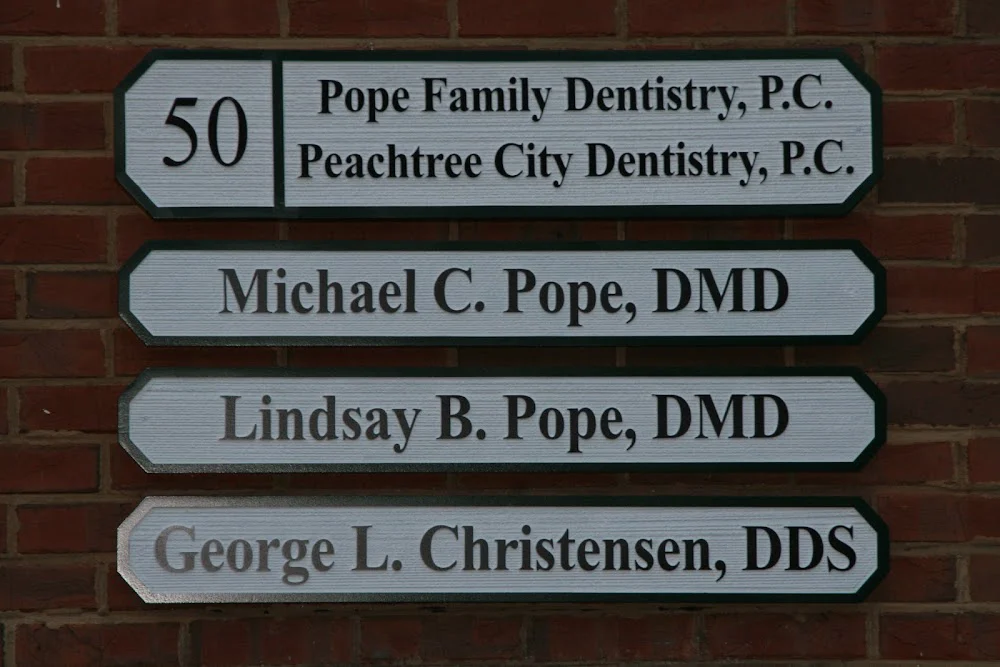 50
Pope Family Dentistry, P.C.
Peachtree City Dentistry, P.C.
Michael C. Pope, DMD
Lindsay B. Pope, DMD
George L. Christensen, DDS